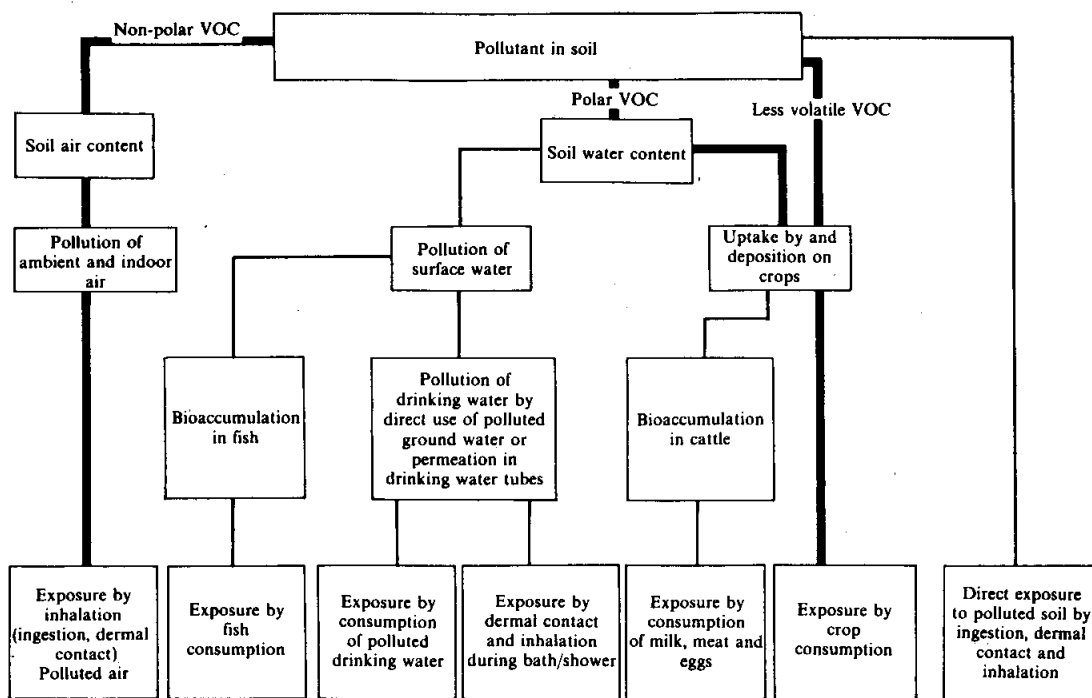 Non-polar VOC
Pollutant in soil
Polar VOC
Less volatile VOC
Soil air content
Soil water content
Pollution of
ambient and indoor
air
Pollution of
surface water
Uptake by and
deposition on
crops
Bioaccumulation
in fish
Pollution of
drinking water by
direct use of polluted
ground water or
permeation in
drinking water tubes
Bioaccumulation
in cattle
Exposure by
inhalation
(ingestion, dermal
contact)
Polluted air
Exposure by
fish
consumption
Exposure by
consumption
of polluted
drinking water
Exposure by
dermal contact
and inhalation
during bath/shower
Exposure by
consumption
of milk, meat and
eggs
Exposure by
crop
consumption
Direct exposure
to polluted soil by
ingestion, dermal
contact and
inhalation